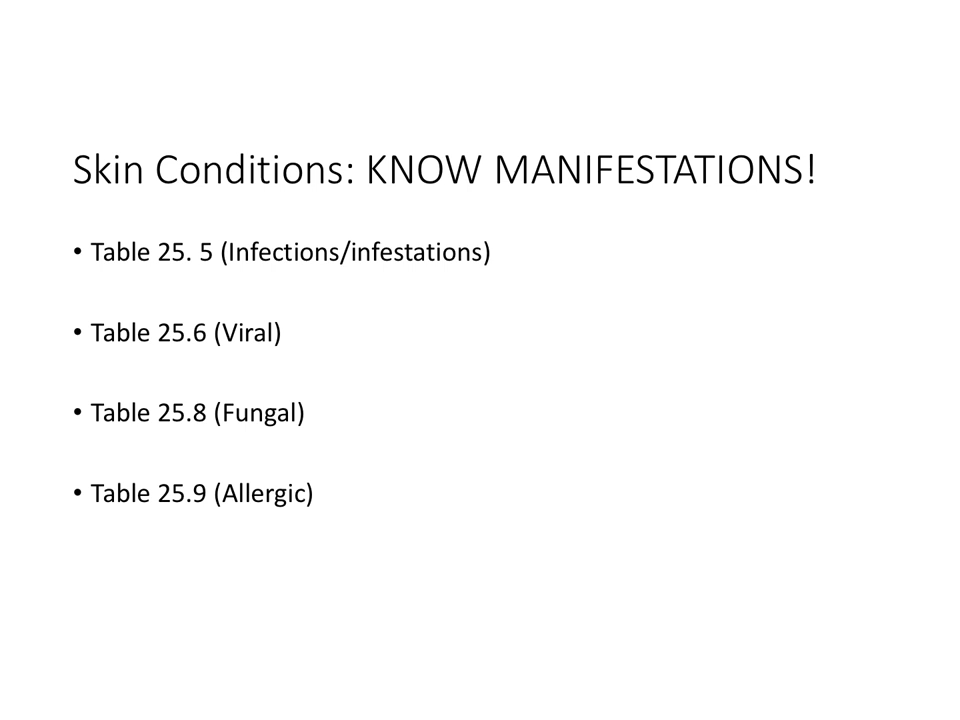 Skin Conditions: KNOW MANIFESTATIONS!
• Table 25. 5 (Infections/infestations)
• Table 25.6 (Viral)
• Table 25.8 (Fungal)
• Table 25.9 (Allergic)